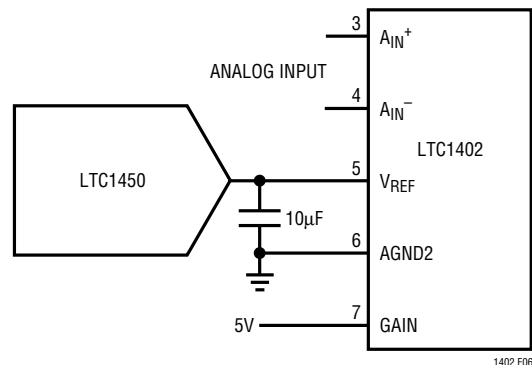 3
A_IN^+
ANALOG INPUT
4
A_IN^−
LTC1402
LTC1450
5
V_REF
10µF
6
AGND2
7
5V
GAIN
1402 F06